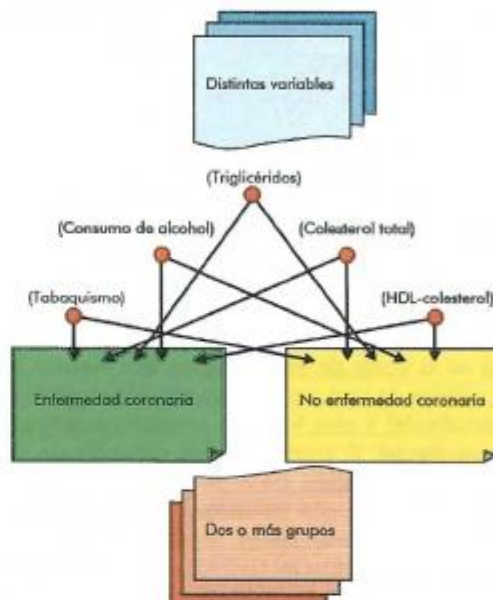 Distintas variables
(Triglicéridos)
(Consumo de alcohol)
(Colesterol total)
(Tabaquismo)
(HDL-colesterol)
Enfermedad coronaria
No enfermedad coronaria
Dos o más grupos